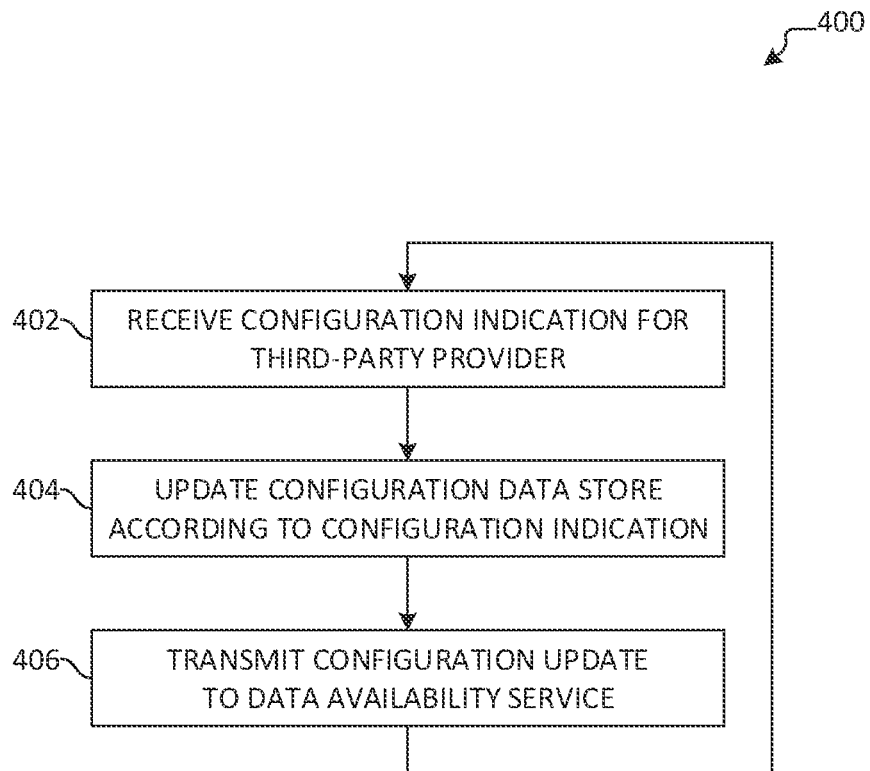 400
402
RECEIVE CONFIGURATION INDICATION FOR
THIRD-PARTY PROVIDER
404
UPDATE CONFIGURATION DATA STORE
ACCORDING TO CONFIGURATION INDICATION
406
TRANSMIT CONFIGURATION UPDATE
TO DATA AVAILABILITY SERVICE